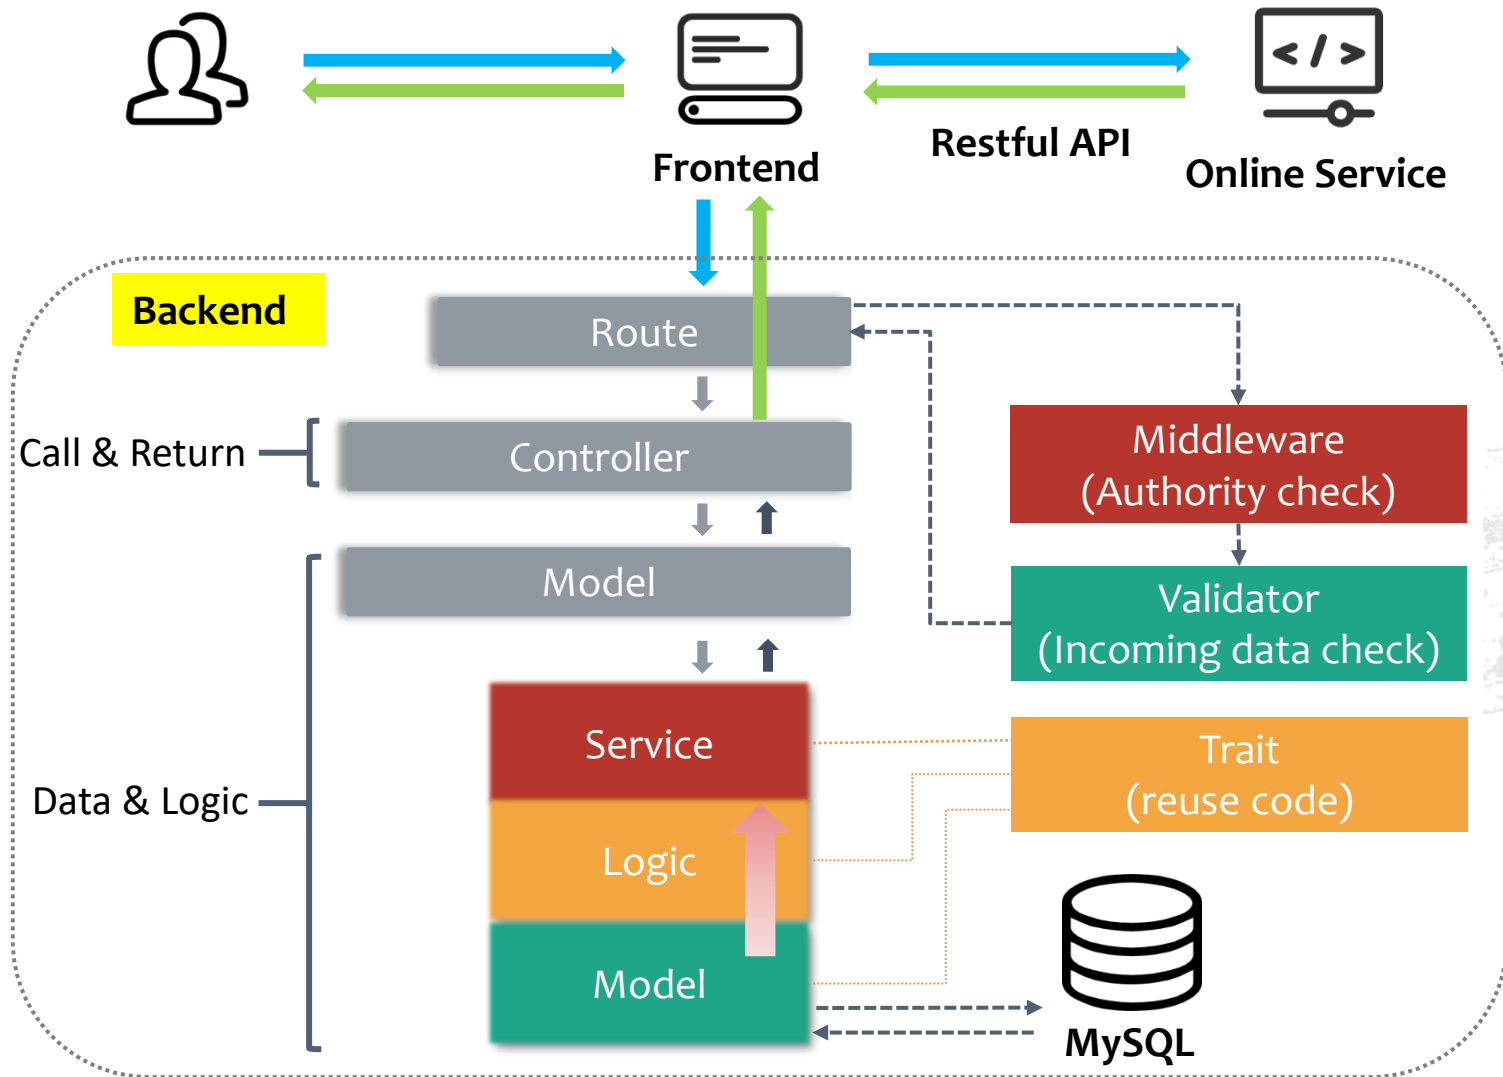 </>
Restful API
Frontend
Online Service
Backend
Route
Call & Return
Controller
Middleware
(Authority check)
Model
Validator
(Incoming data check)
Service
Trait
(reuse code)
Data & Logic
Logic
Model
MySQL